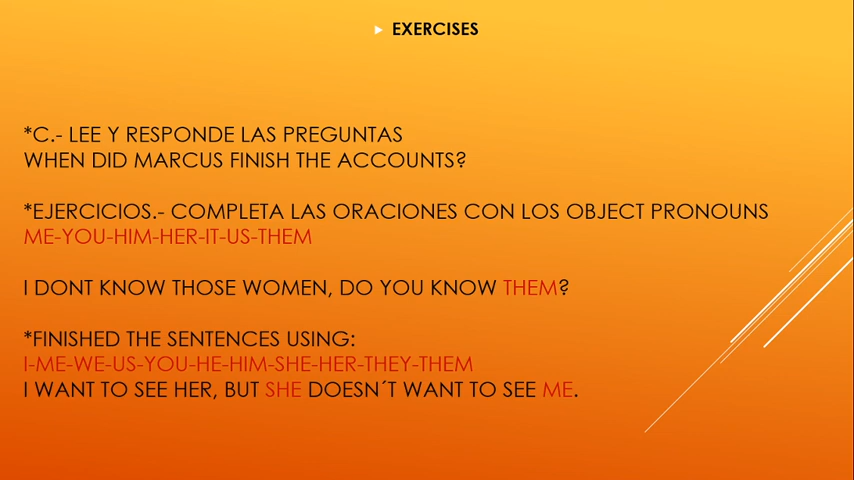 EXERCISES
*C.- LEE Y RESPONDE LAS PREGUNTAS
WHEN DID MARCUS FINISH THE ACCOUNTS?
*EJERCICIOS.- COMPLETA LAS ORACIONES CON LOS OBJECT PRONOUNS
ME-YOU-HIM-HER-IT-US-THEM
I DONT KNOW THOSE WOMEN, DO YOU KNOW THEM?
*FINISHED THE SENTENCES USING:
I-ME-WE-US-YOU-HE-HIM-SHE-HER-THEY-THEM
I WANT TO SEE HER, BUT SHE DOESN´T WANT TO SEE ME.